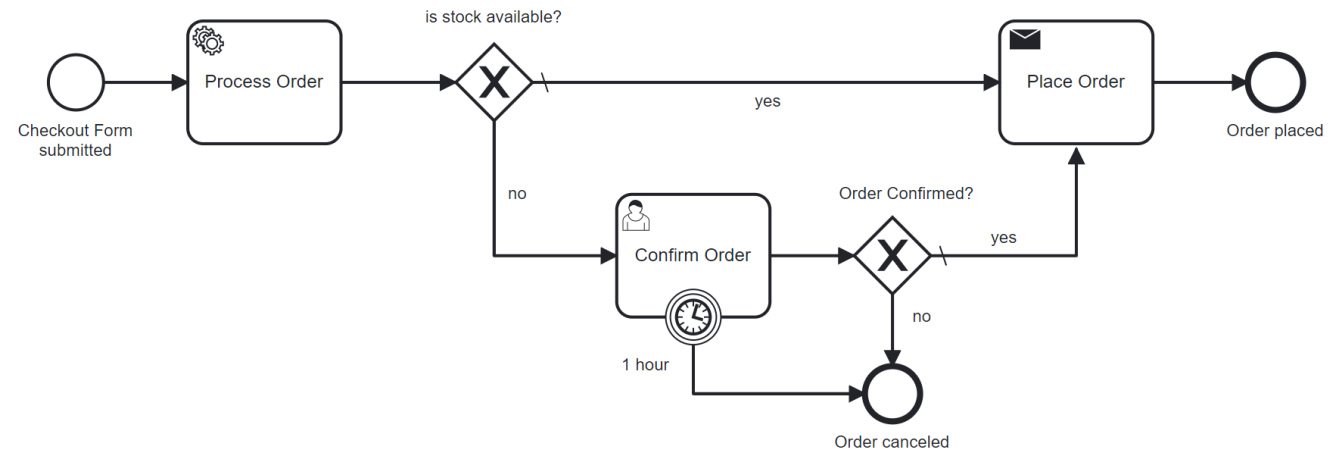 is stock available?
Process Order
Place Order
yes
Checkout Form
submitted
Order placed
no
Order Confirmed?
yes
Confirm Order
no
1 hour
Order canceled